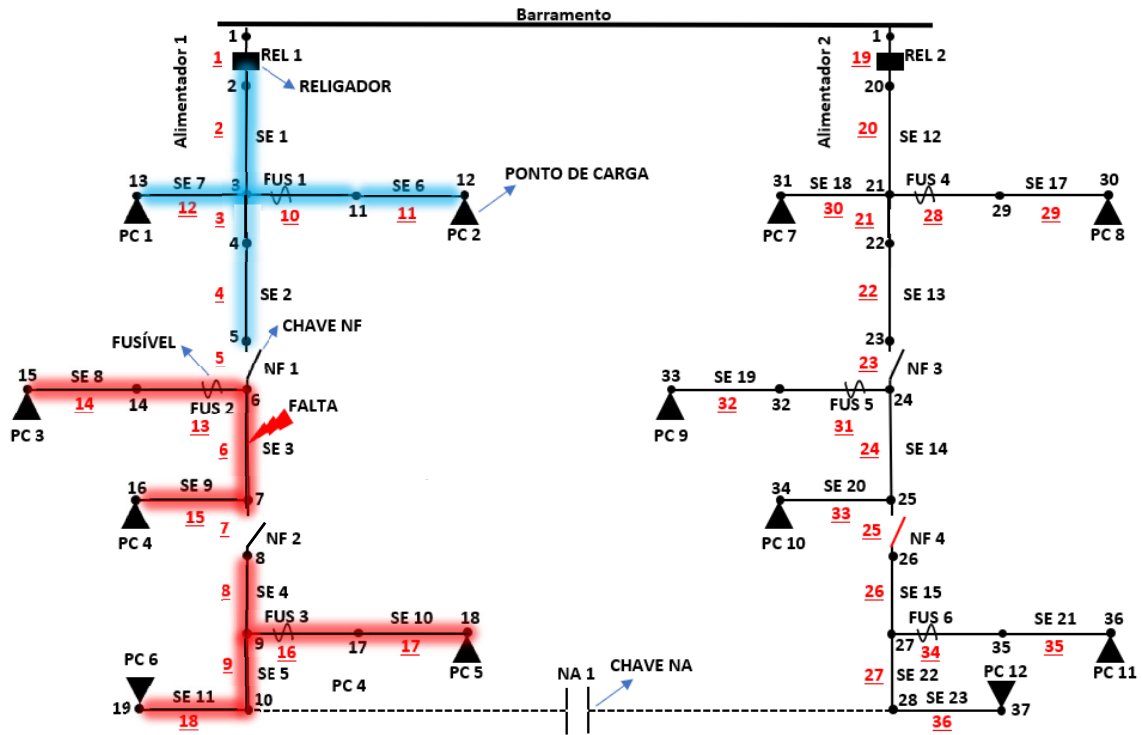 Barramento
1
1
Alimentador 1
1
REL 1
Alimentador 2
19
REL 2
2
RELIGADOR
20
2
SE 1
20
SE 12
13
SE 7
3
FUS 1
SE 6
12
PONTO DE CARGA
31
SE 18
21
FUS 4
SE 17
30
12
3
10
11
11
30
21
28
29
29
PC 1
PC 2
PC 7
PC 8
4
22
4
SE 2
22
SE 13
5
CHAVE NF
23
FUSÍVEL
5
NF 1
23
NF 3
15
SE 8
6
FALTA
33
SE 19
24
14
14
FUS 2
32
32
FUS 5
PC 3
13
PC 9
31
6
SE 3
24
SE 14
16
SE 9
7
34
SE 20
25
15
7
33
25
PC 4
NF 2
PC 10
NF 4
8
26
8
SE 4
26
SE 15
FUS 3
SE 10
18
FUS 6
SE 21
36
9
16
17
17
27
34
35
35
PC 6
9
SE 5
PC 4
PC 5
NA 1
CHAVE NA
27
SE 22
PC 12
PC 11
19
SE 11
10
28
SE 23
37
18
36